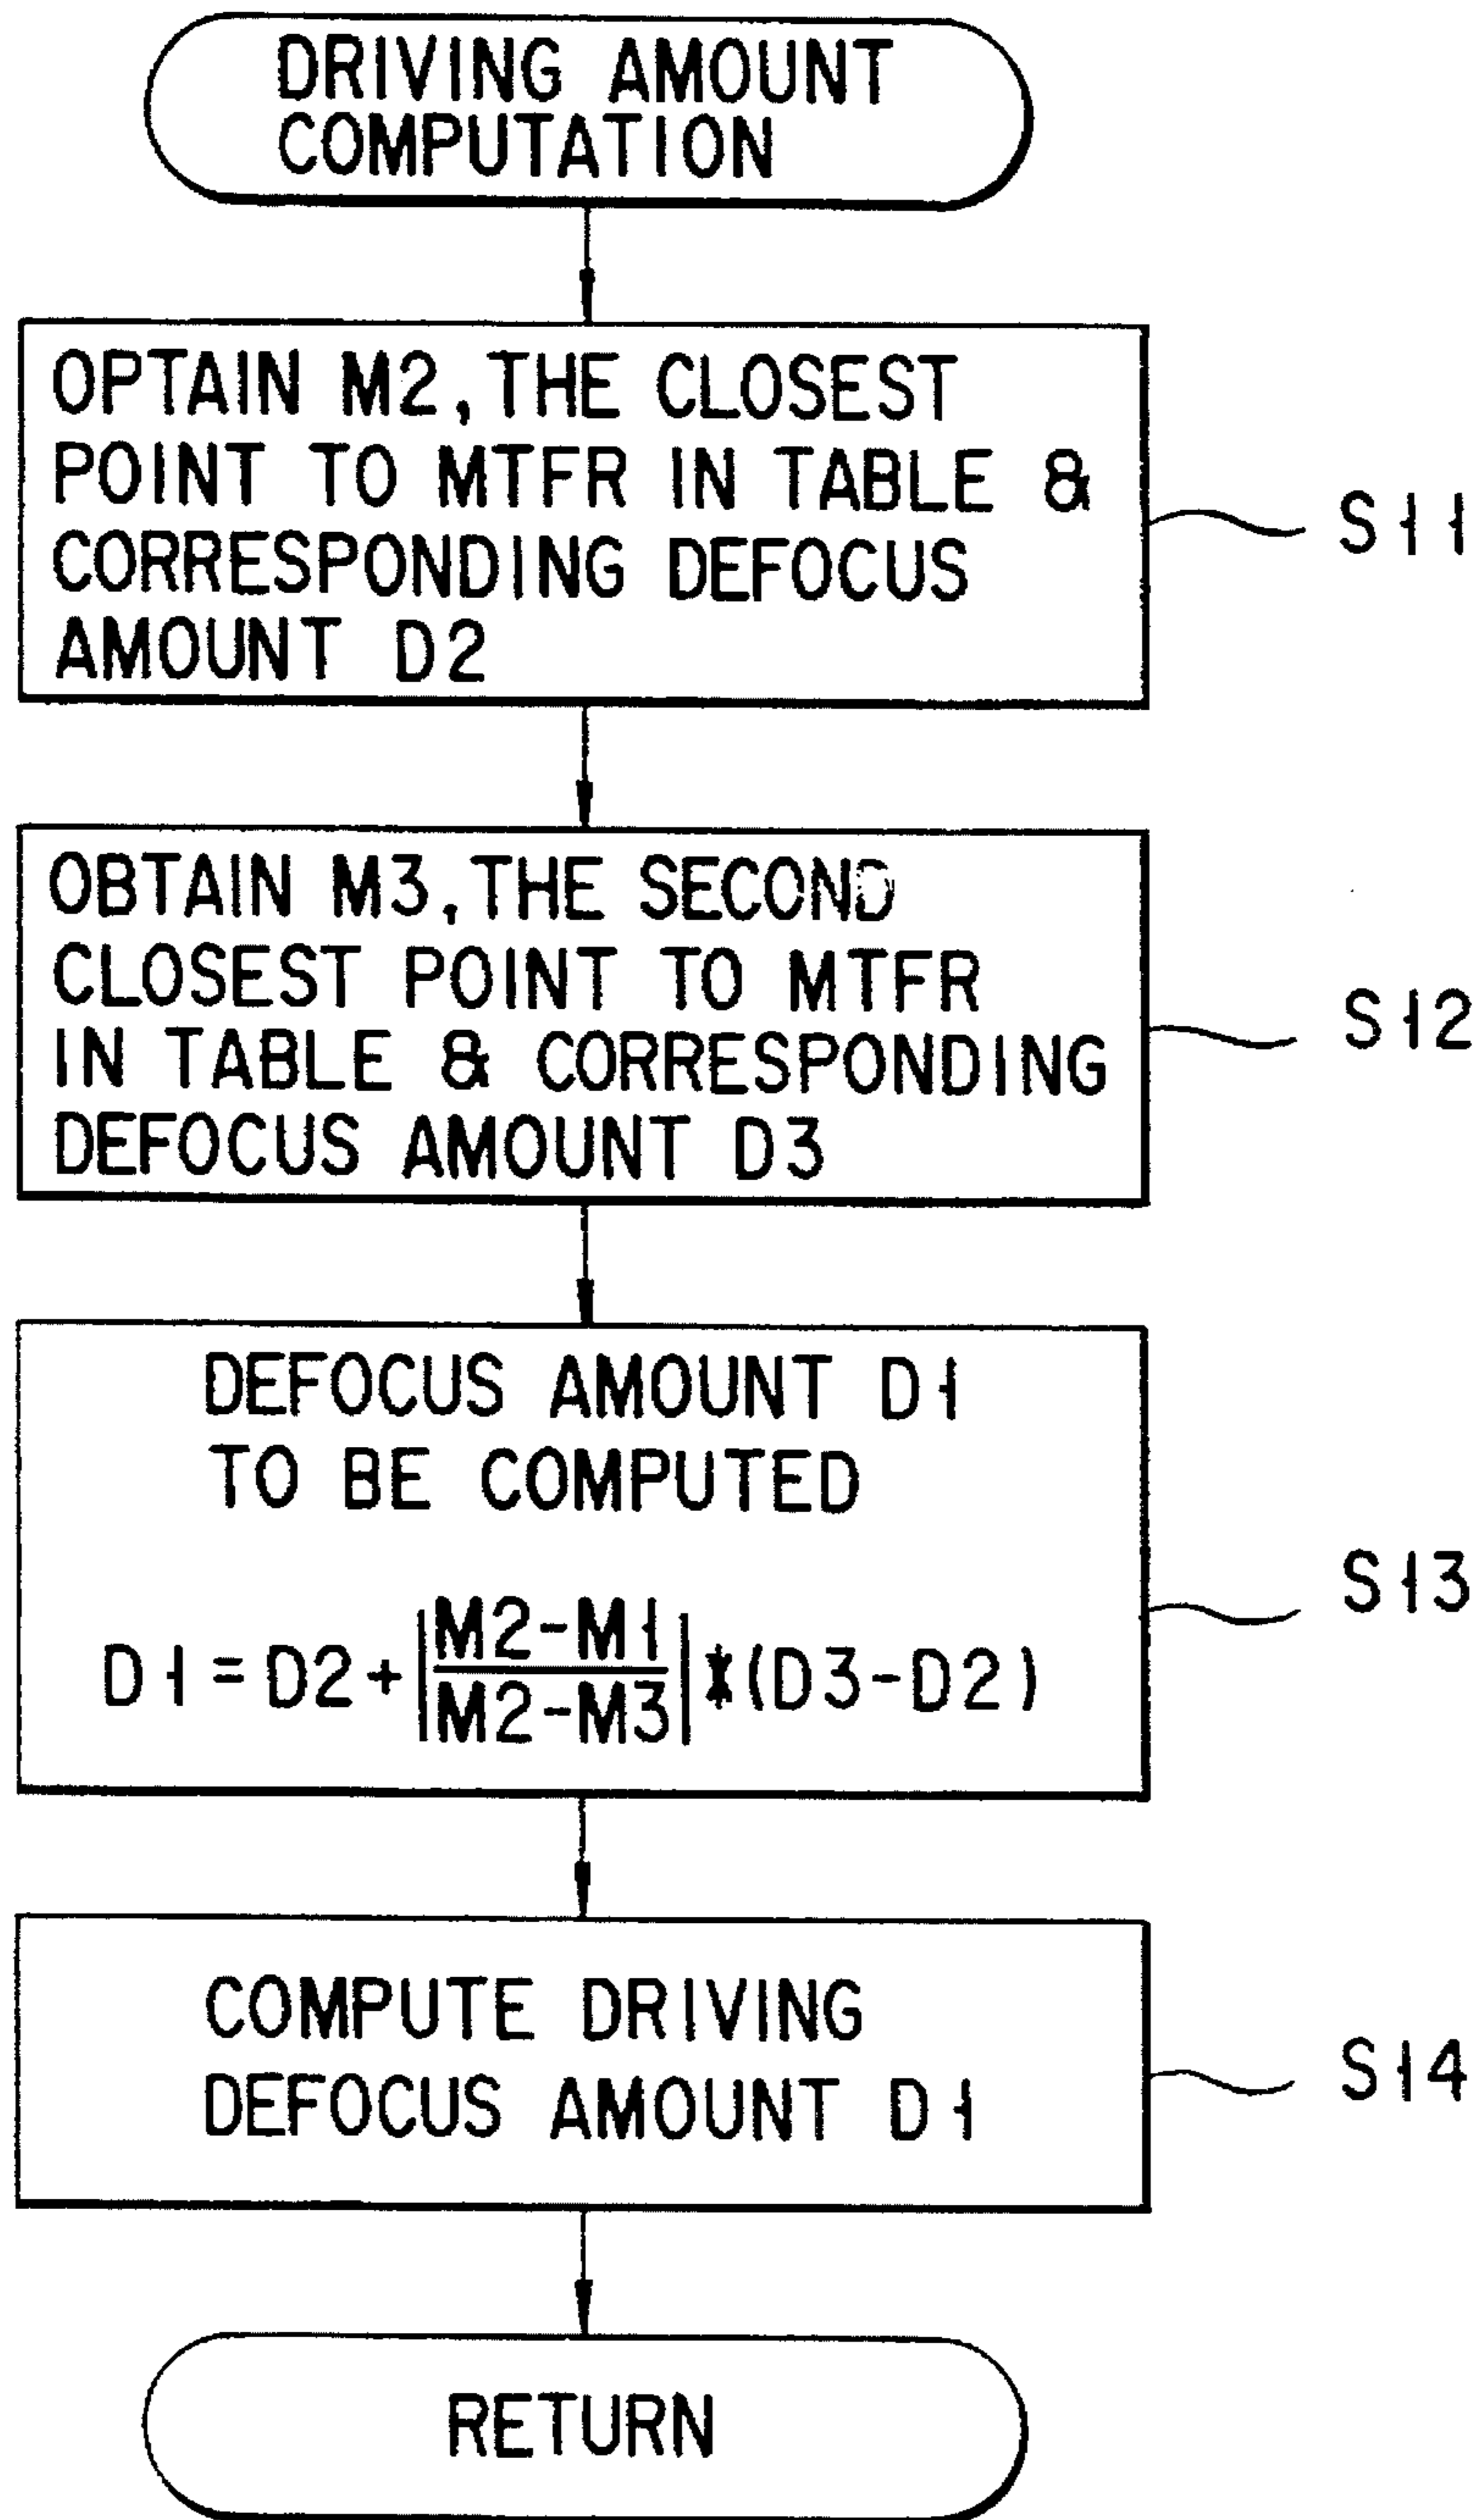 DRIVING AMOUNT
COMPUTATION
OPTAIN M2, THE CLOSEST
POINT TO MTFR IN TABLE &
CORRESPONDING DEFOCUS
AMOUNT D2
S11
OBTAIN M3, THE SECOND
CLOSEST POINT TO MTFR
IN TABLE & CORRESPONDING
DEFOCUS AMOUNT D3
S12
DEFOCUS AMOUNT D1
TO BE COMPUTED
D1=D2+|M2-M1/M2-M3|*(D3-D2)
S13
COMPUTE DRIVING
DEFOCUS AMOUNT D1
S14
RETURN